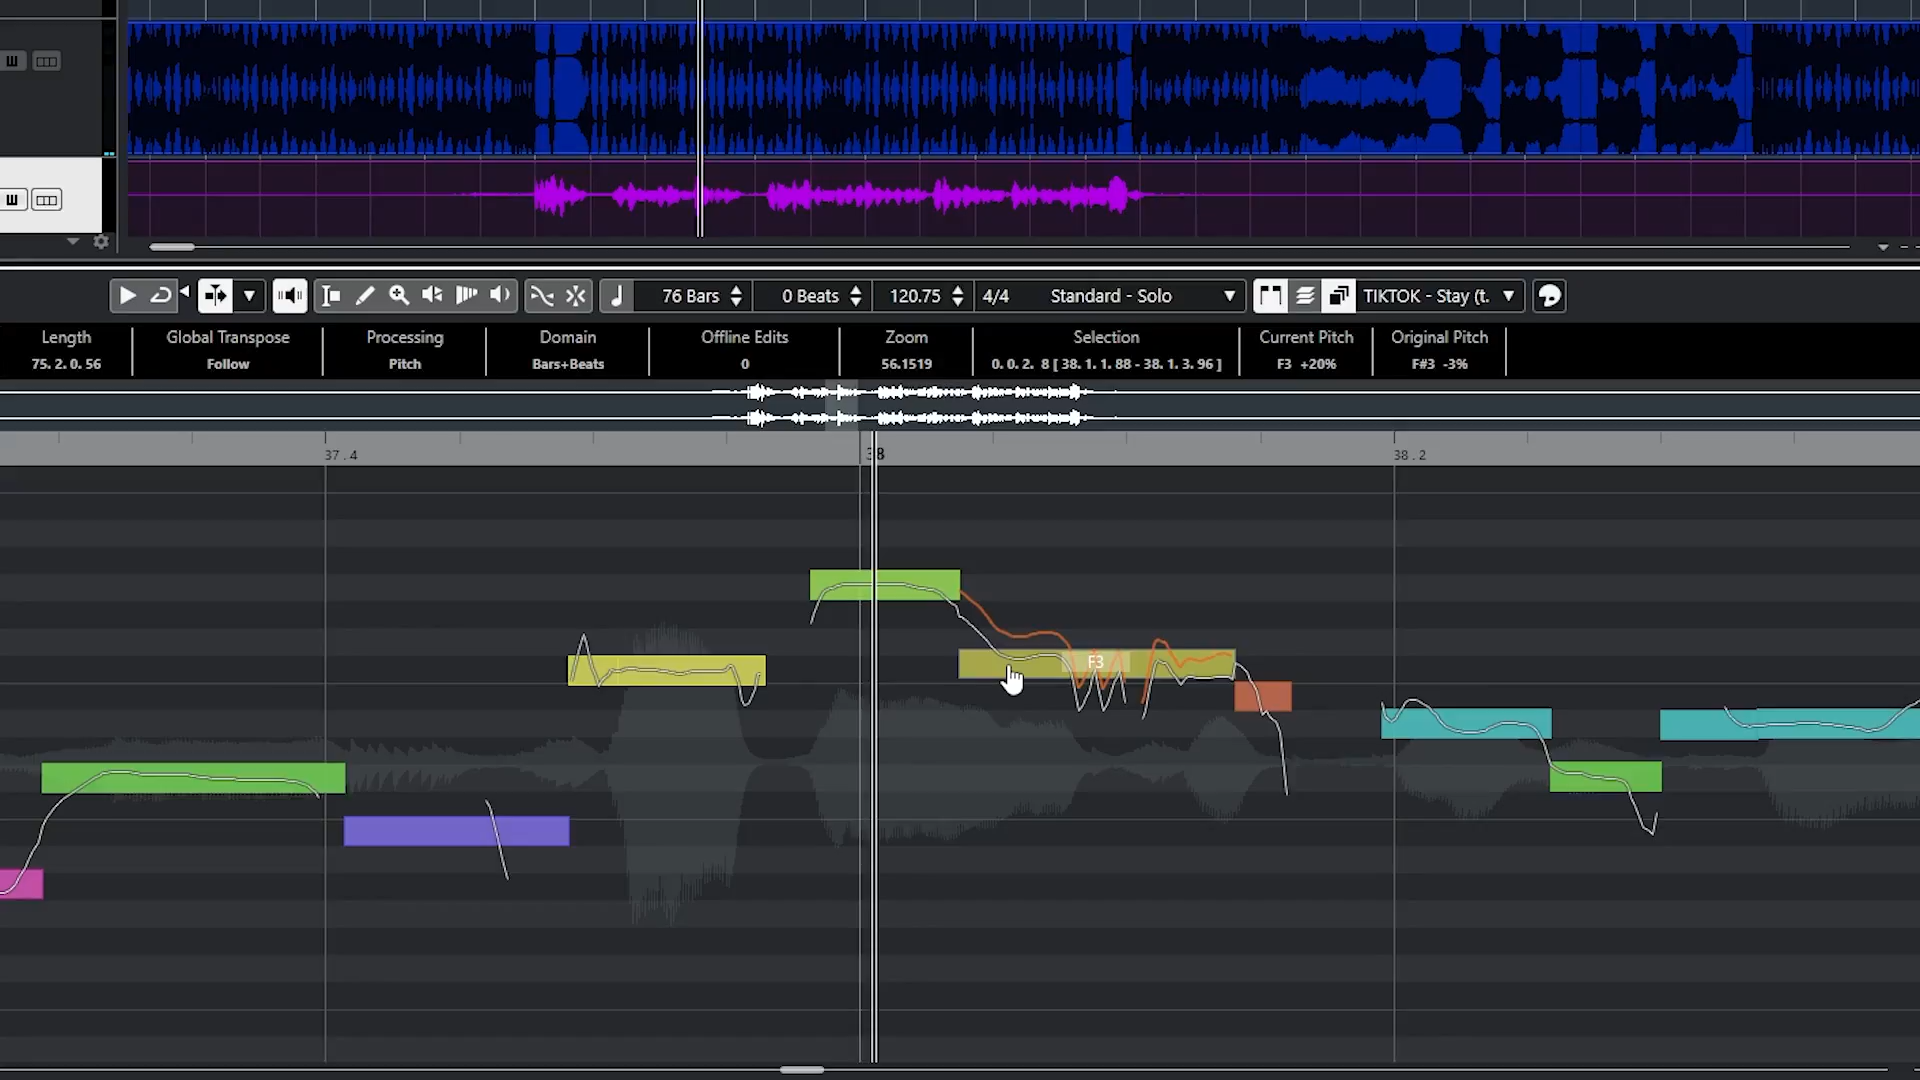 76 Bars 0 Beats 120.75 4/4 Standard - Solo TIKTOK - Stay (t.
Length Global Transpose Processing Domain Offline Edits Zoom Selection Current Pitch Original Pitch
75. 2. 0. 56 Follow Pitch Bars+Beats 0 56.1519 0. 0. 2. 8 [ 38. 1. 1. 88 - 38. 1. 3. 96 ] F3 +20% F#3 -3%
37.4 38 38.2
F3